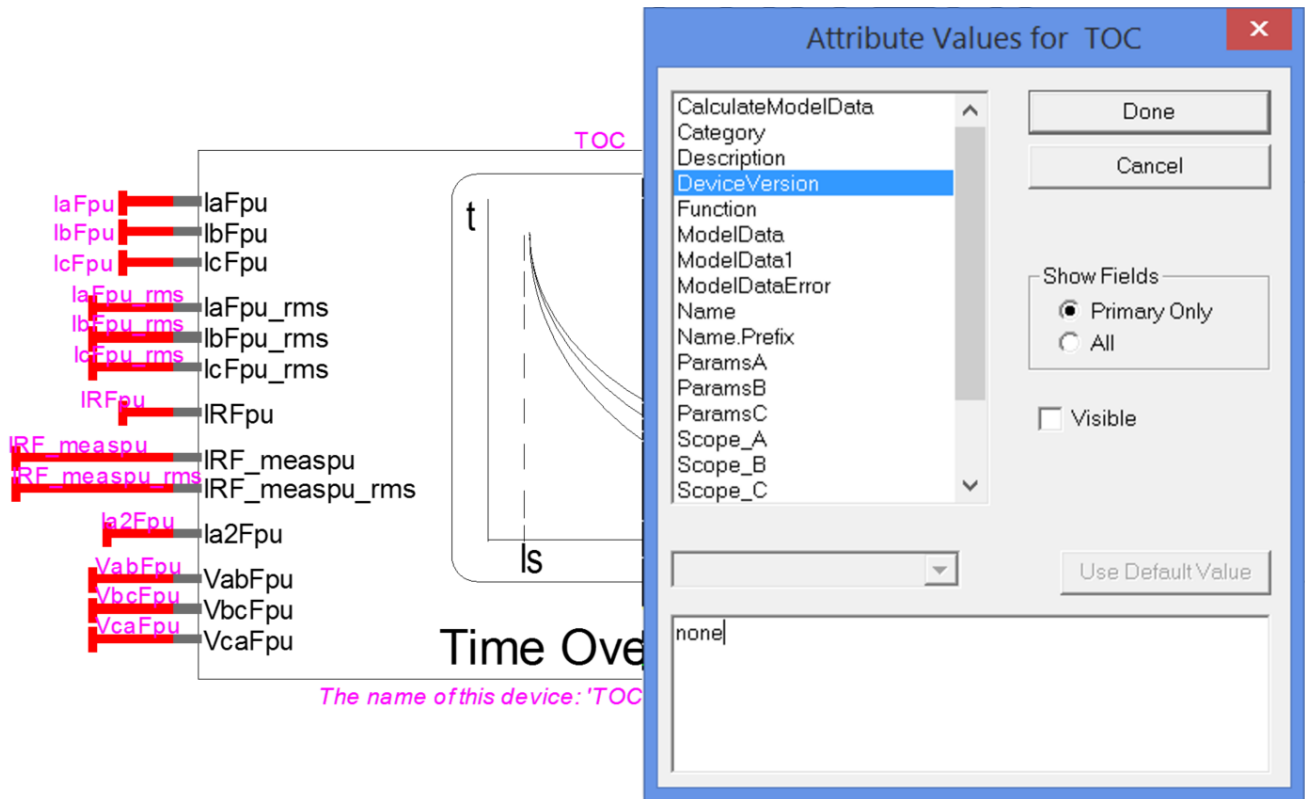 TOC
IaFpu
IaFpu
IbFpu
IbFpu
IcFpu
IcFpu
IaFpu_rms
IaFpu_rms
IbFpu_rms
IbFpu_rms
IcFpu_rms
IcFpu_rms
IRFpu
IRFpu
IRF_measpu
IRF_measpu
IRF_measpu_rms
IRF_measpu_rms
Ia2Fpu
Ia2Fpu
VabFpu
VabFpu
VbcFpu
VbcFpu
VcaFpu
VcaFpu
t
Is
Time Ove
The name of this device: 'TOC
Attribute Values for TOC
CalculateModelData
Category
Description
DeviceVersion
Function
ModelData
ModelData1
ModelDataError
Name
Name.Prefix
ParamsA
ParamsB
ParamsC
Scope_A
Scope_B
Scope_C
Done
Cancel
Show Fields
Primary Only
All
Visible
Use Default Value
none